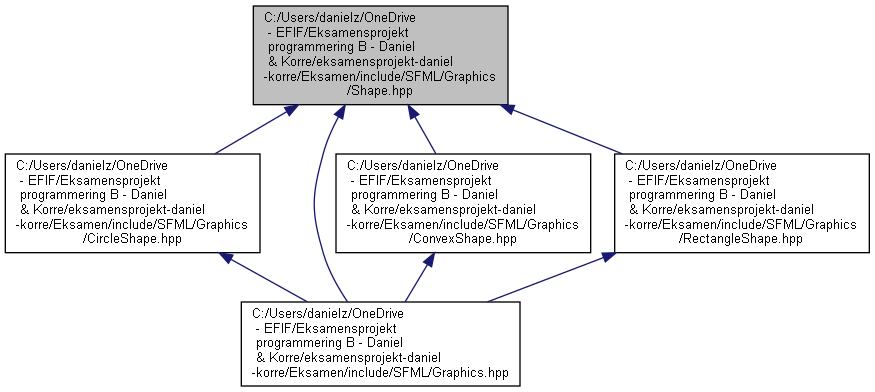 C:/Users/danielz/OneDrive
- EFIF/Eksamensprojekt
programmering B - Daniel
& Korre/eksamensprojekt-daniel
-korre/Eksamen/include/SFML/Graphics
/Shape.hpp
C:/Users/danielz/OneDrive
- EFIF/Eksamensprojekt
programmering B - Daniel
& Korre/eksamensprojekt-daniel
-korre/Eksamen/include/SFML/Graphics
/CircleShape.hpp
C:/Users/danielz/OneDrive
- EFIF/Eksamensprojekt
programmering B - Daniel
& Korre/eksamensprojekt-daniel
-korre/Eksamen/include/SFML/Graphics
/ConvexShape.hpp
C:/Users/danielz/OneDrive
- EFIF/Eksamensprojekt
programmering B - Daniel
& Korre/eksamensprojekt-daniel
-korre/Eksamen/include/SFML/Graphics
/RectangleShape.hpp
C:/Users/danielz/OneDrive
- EFIF/Eksamensprojekt
programmering B - Daniel
& Korre/eksamensprojekt-daniel
-korre/Eksamen/include/SFML/Graphics.hpp